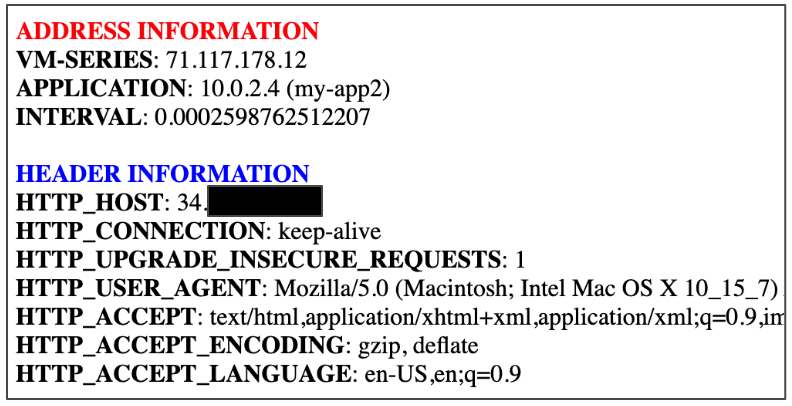 ADDRESS INFORMATION
VM-SERIES: 71.117.178.12
APPLICATION: 10.0.2.4 (my-app2)
INTERVAL: 0.0002598762512207
HEADER INFORMATION
HTTP_HOST: 34.
HTTP_CONNECTION: keep-alive
HTTP_UPGRADE_INSECURE_REQUESTS: 1
HTTP_USER_AGENT: Mozilla/5.0 (Macintosh; Intel Mac OS X 10_15_7)
HTTP_ACCEPT: text/html,application/xhtml+xml,application/xml;q=0.9,im
HTTP_ACCEPT_ENCODING: gzip, deflate
HTTP_ACCEPT_LANGUAGE: en-US,en;q=0.9